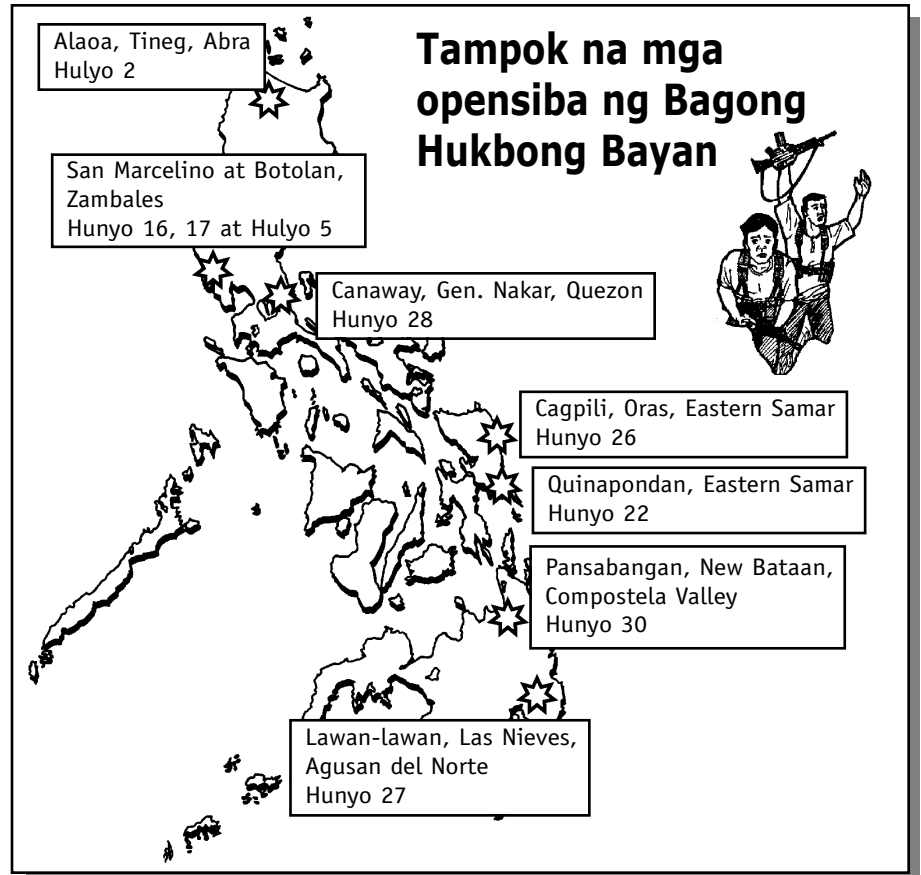 Tampok na mga
opensiba ng Bagong
Hukbong Bayan
Alaoa, Tineg, Abra
Hulyo 2
San Marcelino at Botolan,
Zambales
Hunyo 16, 17 at Hulyo 5
Canaway, Gen. Nakar, Quezon
Hunyo 28
Cagpili, Oras, Eastern Samar
Hunyo 26
Quinapondan, Eastern Samar
Hunyo 22
Pansabangan, New Bataan,
Compostela Valley
Hunyo 30
Lawan-lawan, Las Nieves,
Agusan del Norte
Hunyo 27